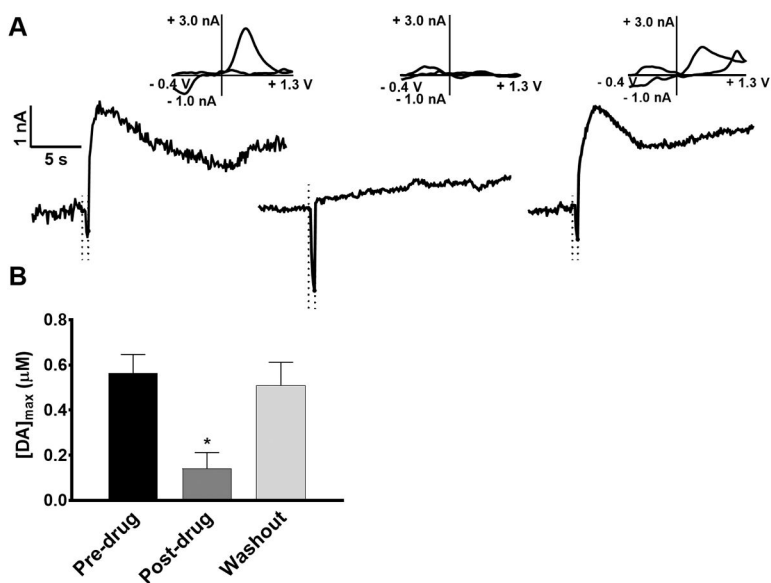 A
+ 3.0 nA
- 0.4 V
+ 1.3 V
- 1.0 nA
+ 3.0 nA
- 0.4 V
+ 1.3 V
- 1.0 nA
+ 3.0 nA
- 0.4 V
+ 1.3 V
- 1.0 nA
1 nA
5 s
B
[DA]max (μM)
0.8
0.6
0.4
0.2
0.0
*
Pre-drug
Post-drug
Washout